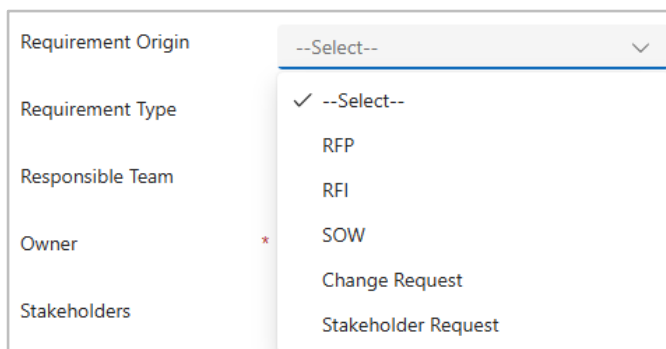 Requirement Origin
--Select--
Requirement Type
--Select--
RFP
Responsible Team
RFI
Owner *
SOW
Change Request
Stakeholders
Stakeholder Request